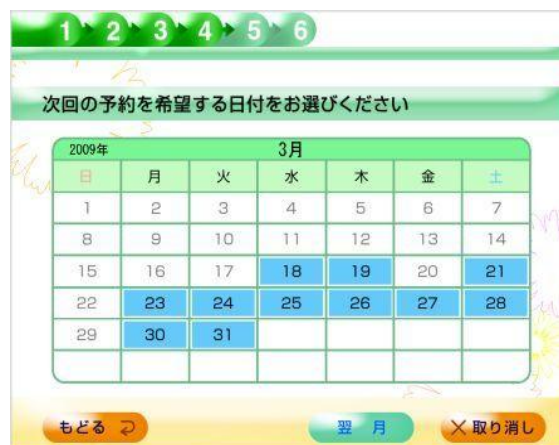 1 2 3 4 5 6
次回の予約を希望する日付をお選びください
2009年 3月
日 月 火 水 木 金 土
1 2 3 4 5 6 7
8 9 10 11 12 13 14
15 16 17 18 19 20 21
22 23 24 25 26 27 28
29 30 31
もどる 翌 月 取り消し